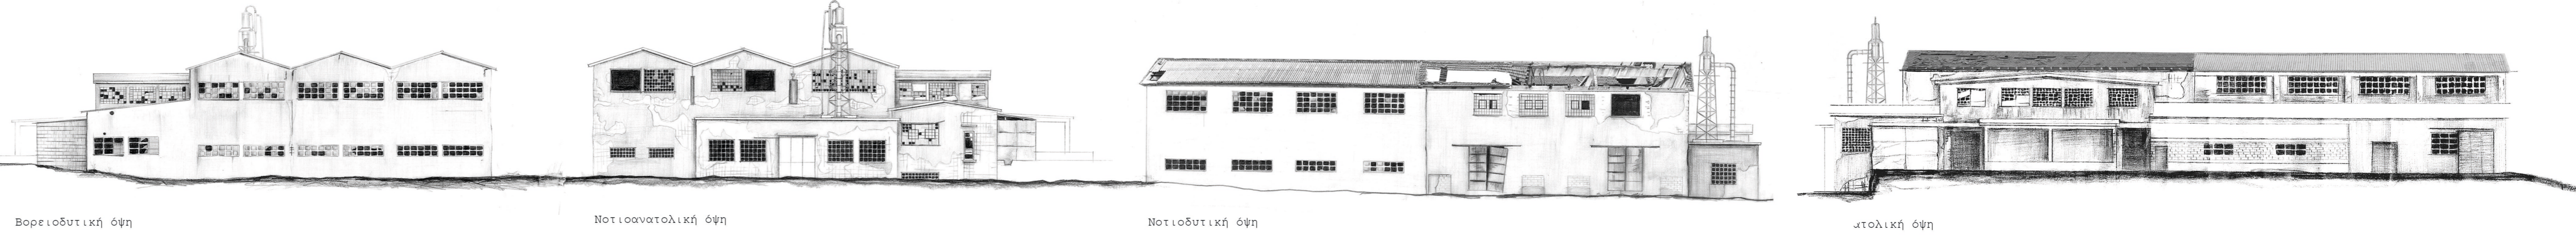 Βορειοδυτική όψη
Νοτιοανατολική όψη
Νοτιοδυτική όψη
ατολική όψη